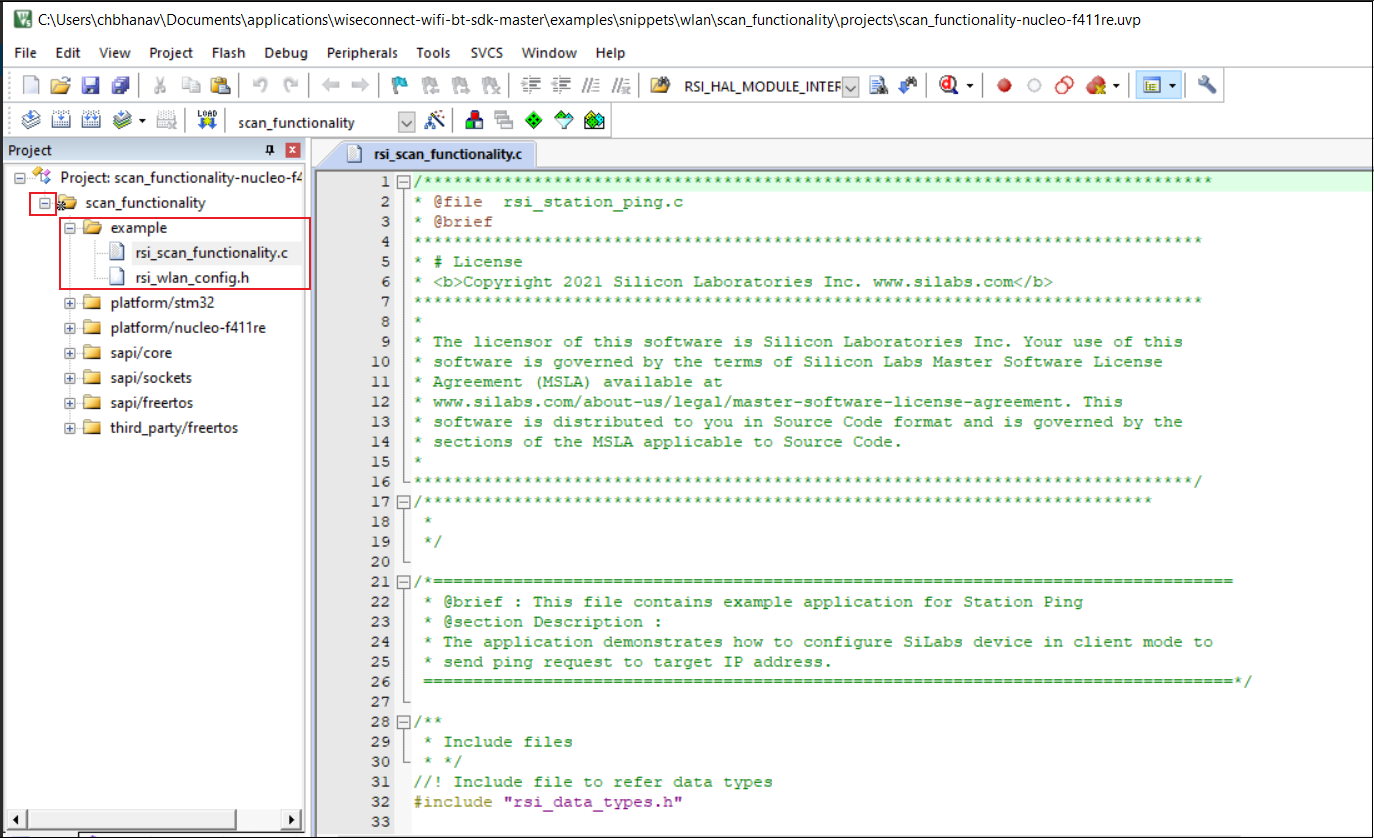 C:\Users\chbhanav\Documents\applications\wiseconnect-wifi-bt-sdk-master\examples\snippets\wlan\scan_functionality\projects\scan_functionality-nucleo-f411re.uvp
File Edit View Project Flash Debug Peripherals Tools SVCS Window Help
RSI_HAL_MODULE_INTER
LOAD
scan_functionality
Project
Project: scan_functionality-nucleo-f4
scan_functionality
example
rsi_scan_functionality.c
rsi_wlan_config.h
platform/stm32
platform/nucleo-f411re
sapi/core
sapi/sockets
sapi/freertos
third_party/freertos
rsi_scan_functionality.c
1 /*******************************************************************************
2 * @file  rsi_station_ping.c
3 * @brief
4 *******************************************************************************
5 * # License
6 * <b>Copyright 2021 Silicon Laboratories Inc. www.silabs.com</b>
7 *******************************************************************************
8 *
9 * The licensor of this software is Silicon Laboratories Inc. Your use of this
10 * software is governed by the terms of Silicon Labs Master Software License
11 * Agreement (MSLA) available at
12 * www.silabs.com/about-us/legal/master-software-license-agreement. This
13 * software is distributed to you in Source Code format and is governed by the
14 * sections of the MSLA applicable to Source Code.
15 *
16 ******************************************************************************/
17 /*************************************************************************
18 *
19 */
20
21 /*================================================================================
22 * @brief : This file contains example application for Station Ping
23 * @section Description :
24 * The application demonstrates how to configure SiLabs device in client mode to
25 * send ping request to target IP address.
26 =================================================================================*/
27
28 /**
29 * Include files
30 * */
31 //! Include file to refer data types
32 #include "rsi_data_types.h"
33